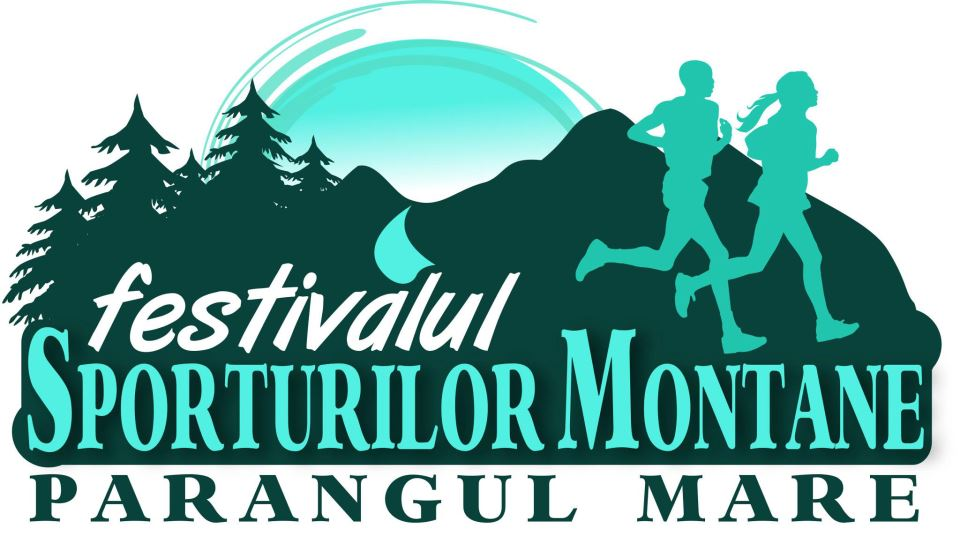 festivalul
SPORTURILOR MONTANE
PARANGUL MARE